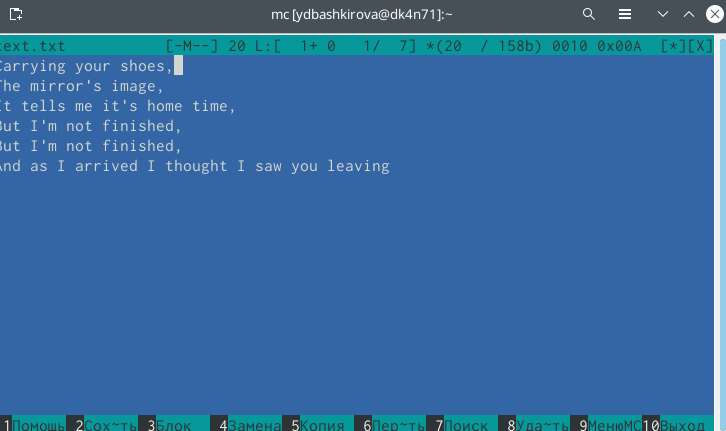 mc [ydbashkirova@dk4n71]:~
text.txt [-M--] 20 L:[ 1+ 0 1/ 7] *(20 / 158b) 0010 0x00A [*][X]
Carrying your shoes,
The mirror's image,
It tells me it's home time,
But I'm not finished,
But I'm not finished,
And as I arrived I thought I saw you leaving
1Помощь 2Сох~ть 3Блок 4Замена 5Копия 6Пер~ть 7Поиск 8Уда~ть 9МенюМС 10Выход